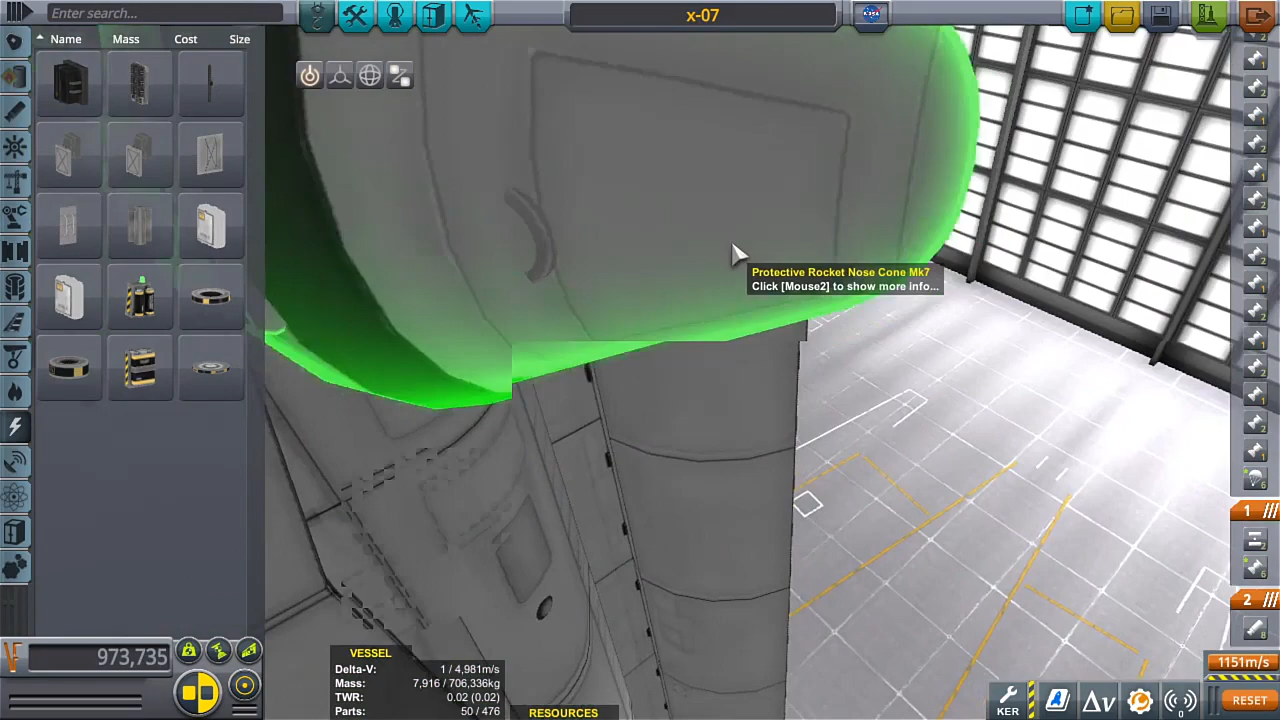 Enter search...
x-07
Name Mass Cost Size
Protective Rocket Nose Cone Mk7
Click [Mouse2] to show more info...
1
2
973,735
VESSEL
Delta-V: 1 / 4,981m/s
Mass: 7,916 / 706,336kg
TWR: 0.02 (0.02)
Parts: 50 / 476
RESOURCES
1151m/s
KER
Δv
RESET